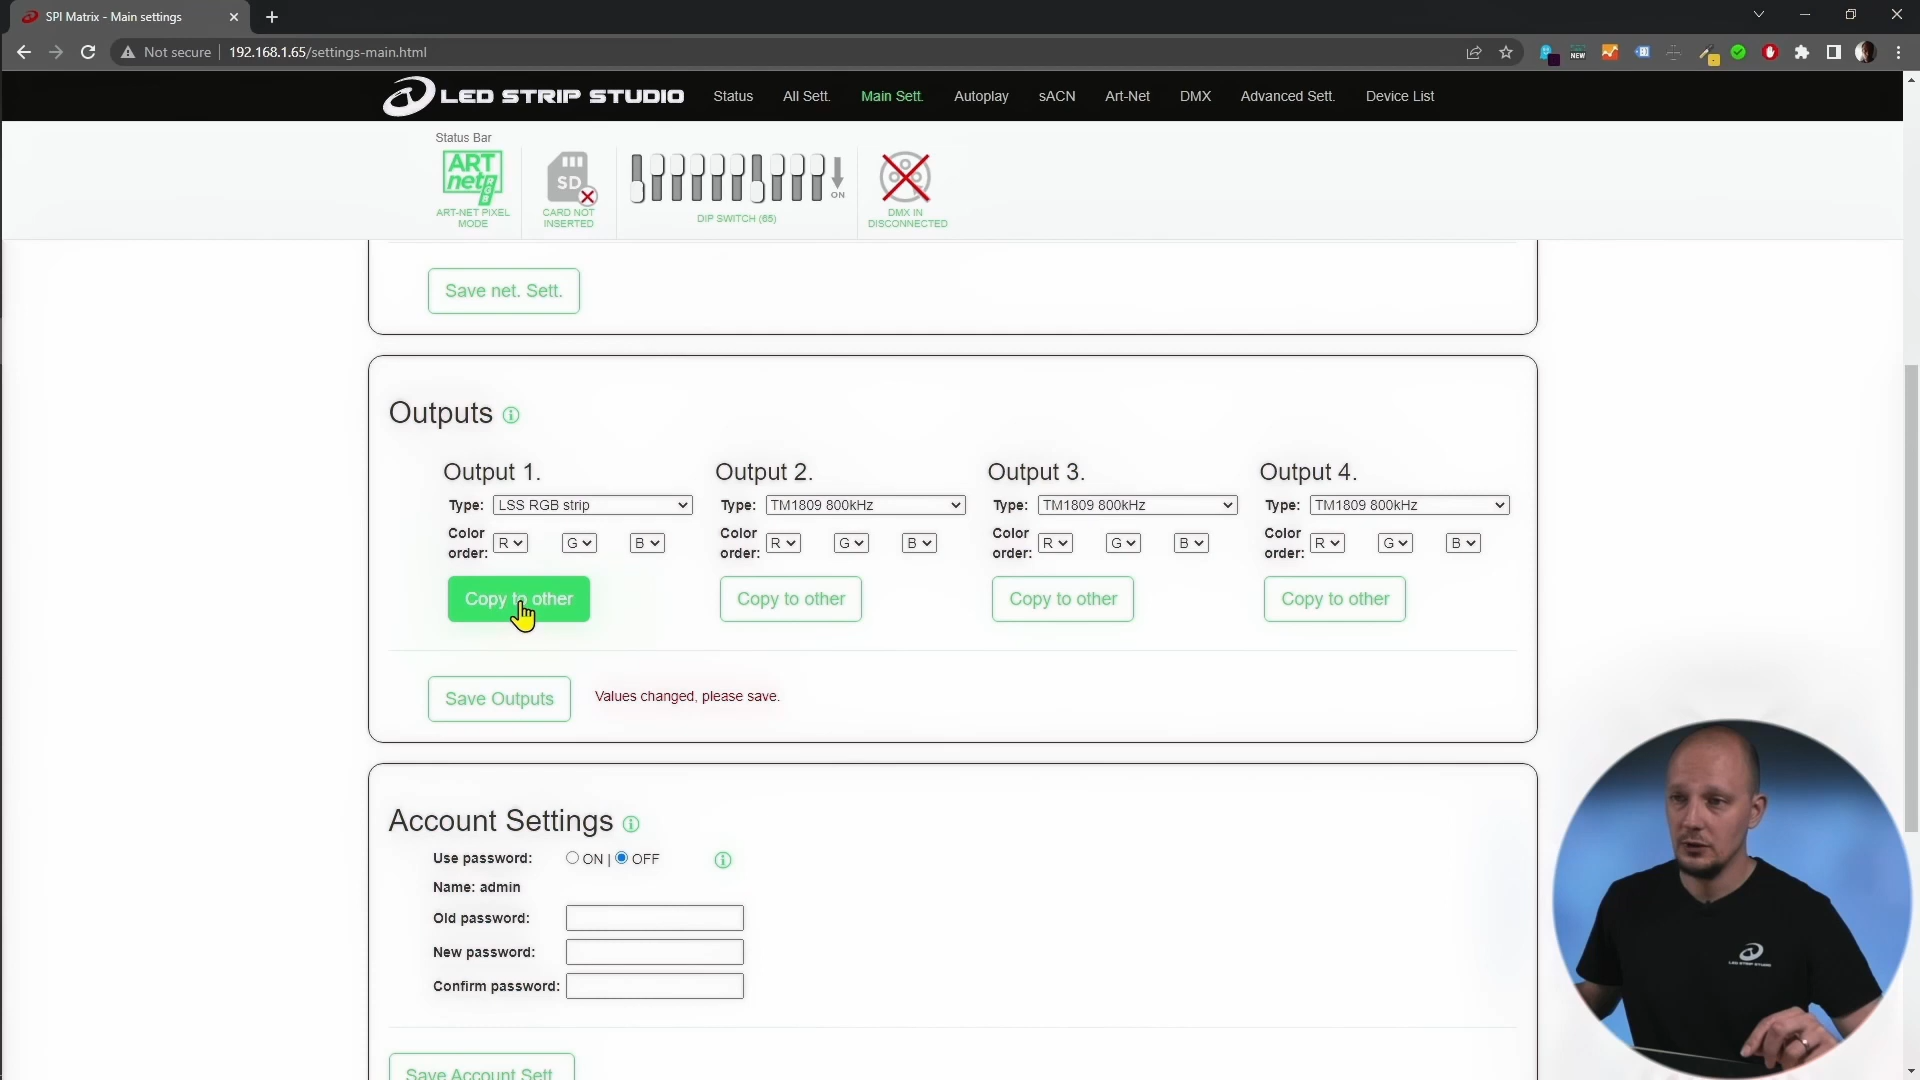 SPI Matrix - Main settings
Not secure 192.168.1.65/settings-main.html
NEW
LED STRIP STUDIO Status All Sett. Main Sett. Autoplay sACN Art-Net DMX Advanced Sett. Device List
Status Bar
ART
net
SD
ON
ART-NET PIXEL
MODE
CARD NOT
INSERTED
DIP SWITCH (65)
DMX IN
DISCONNECTED
Save net. Sett.
Outputs
Output 1. Output 2. Output 3. Output 4.
Type: LSS RGB strip Type: TM1809 800kHz Type: TM1809 800kHz Type: TM1809 800kHz
Color order: R G B Color order: R G B Color order: R G B Color order: R G B
Copy to other Copy to other Copy to other Copy to other
Save Outputs Values changed, please save.
Account Settings
Use password: ON | OFF
Name: admin
Old password:
New password:
Confirm password:
Save Account Sett.
LED STRIP STUDIO